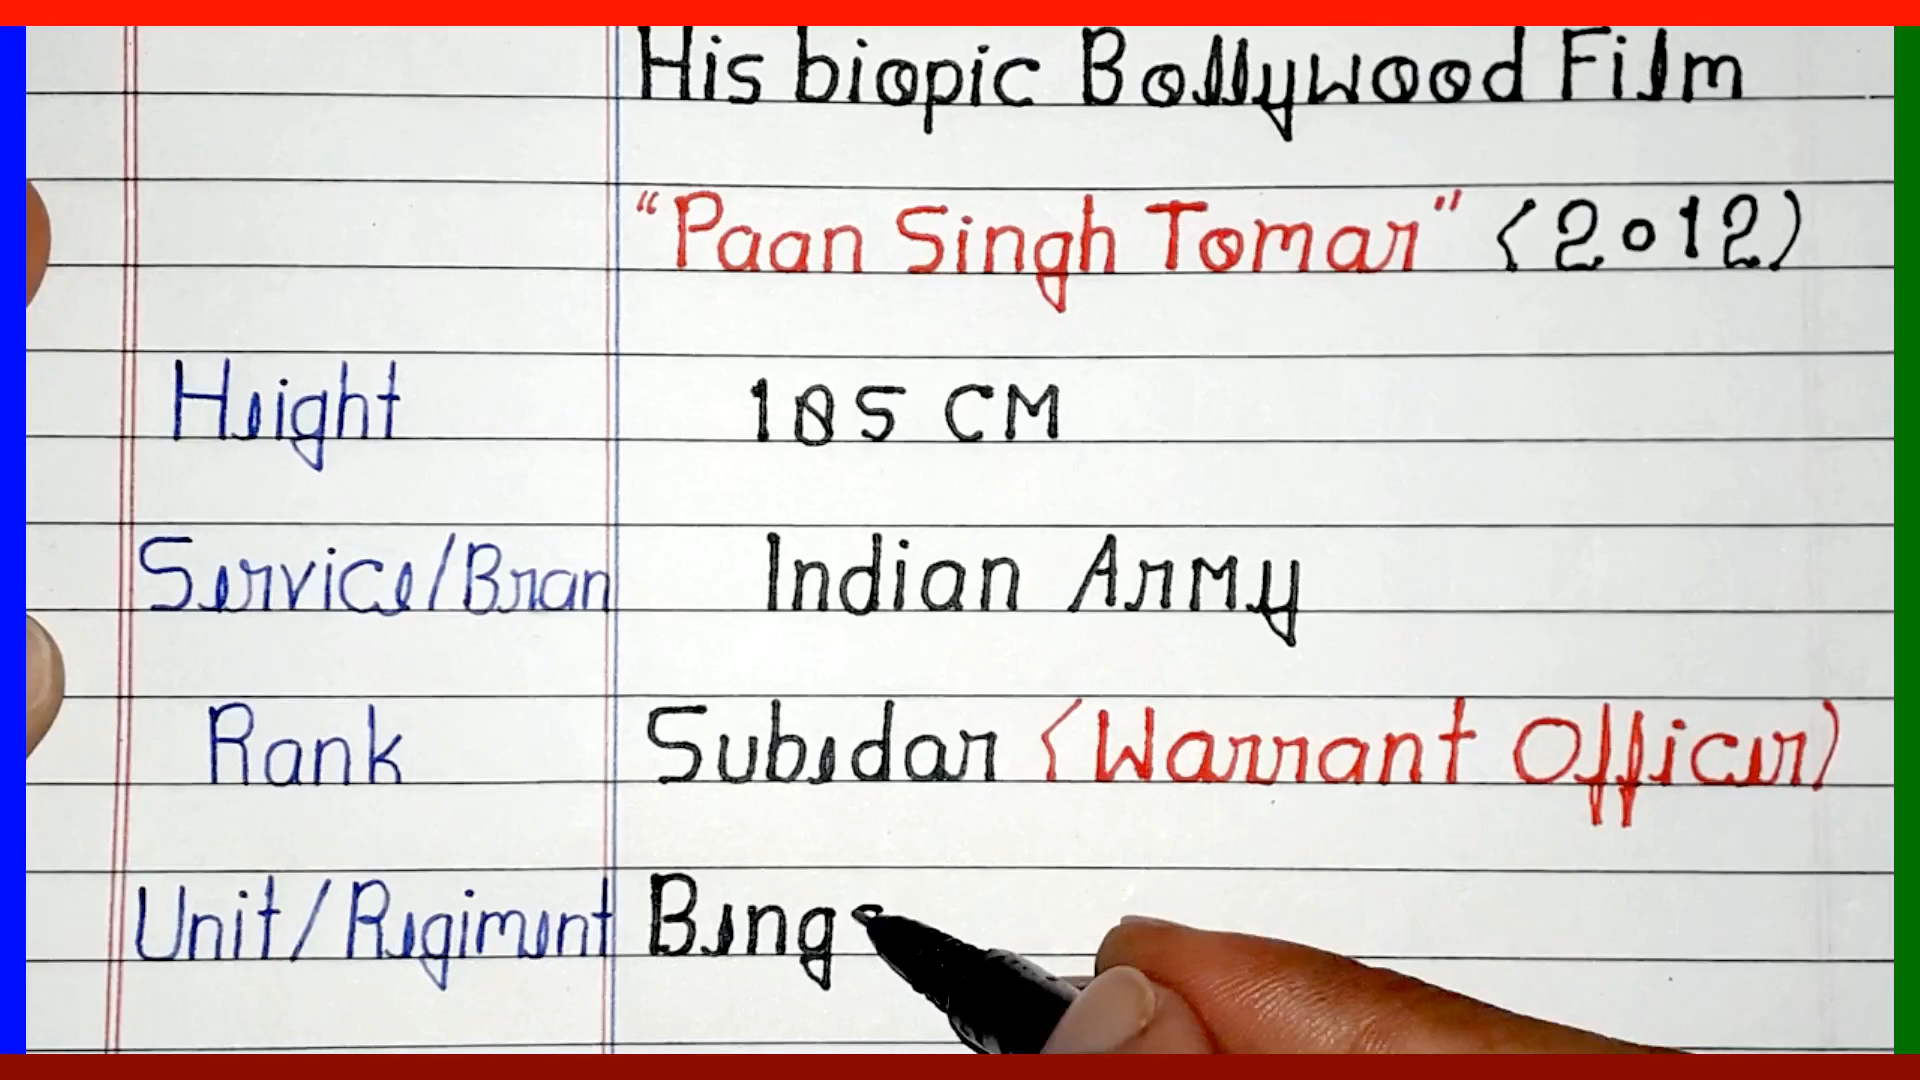 His biopic Bollywood Film
"Paan Singh Tomar" (2012)
Height 185 CM
Service/Bran Indian Army
Rank Subedar (Warrant Officer)
Unit/Regiment Beng